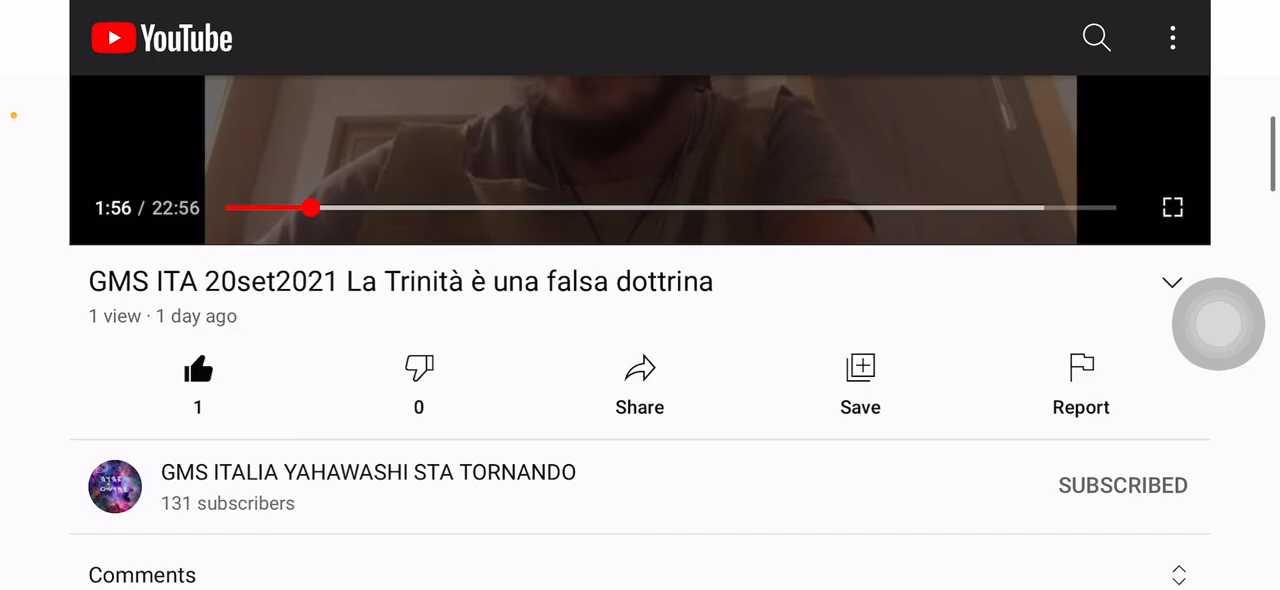 YouTube
1:56 / 22:56
GMS ITA 20set2021 La Trinità è una falsa dottrina
1 view · 1 day ago
1
0
Share
Save
Report
GMS ITALIA YAHAWASHI STA TORNANDO
131 subscribers
SUBSCRIBED
Comments